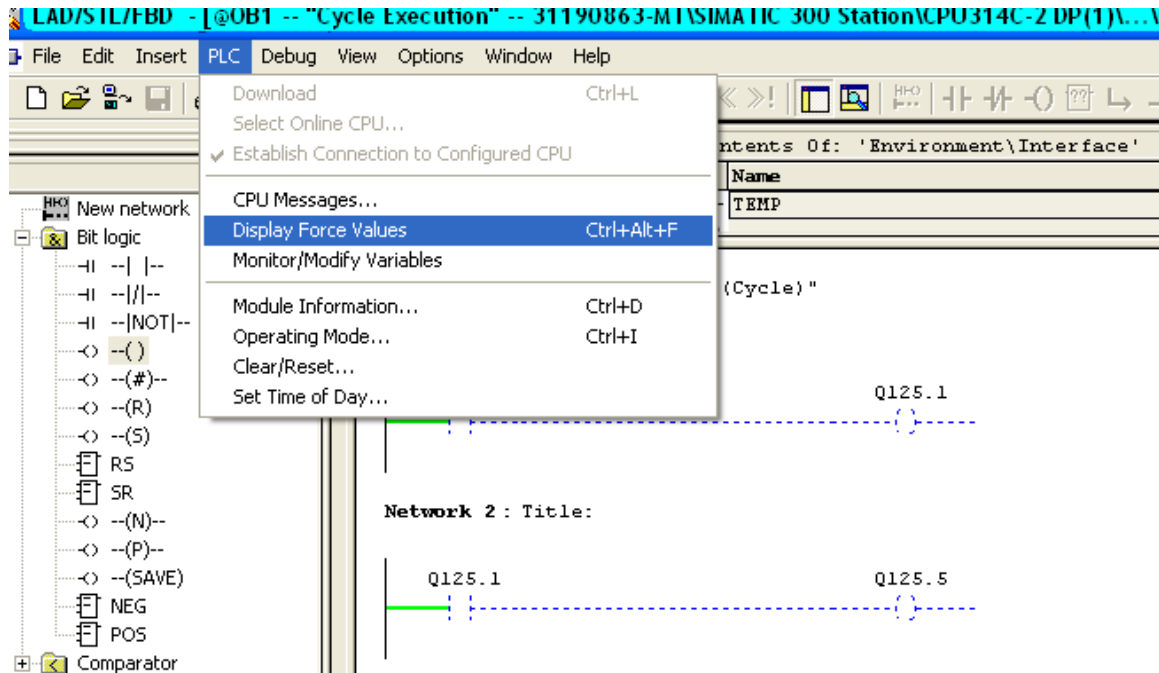 LAD/STL/FBD - [@OB1 -- "Cycle Execution" -- 31190863-MT\SIMATIC 300 Station\CPU314C-2 DP(1)\...\
File Edit Insert PLC Debug View Options Window Help
Download Ctrl+L
Select Online CPU...
Establish Connection to Configured CPU
CPU Messages...
Display Force Values Ctrl+Alt+F
Monitor/Modify Variables
Module Information... Ctrl+D
Operating Mode... Ctrl+I
Clear/Reset...
Set Time of Day...
ntents Of: 'Environment\Interface'
Name
TEMP
New network
Bit logic
--| |--
--|/|--
--|NOT|--
--( )
--(#)--
--(R)
--(S)
RS
SR
--(N)--
--(P)--
--(SAVE)
NEG
POS
Comparator
(Cycle)"
Q125.1
Network 2 : Title:
Q125.1 Q125.5